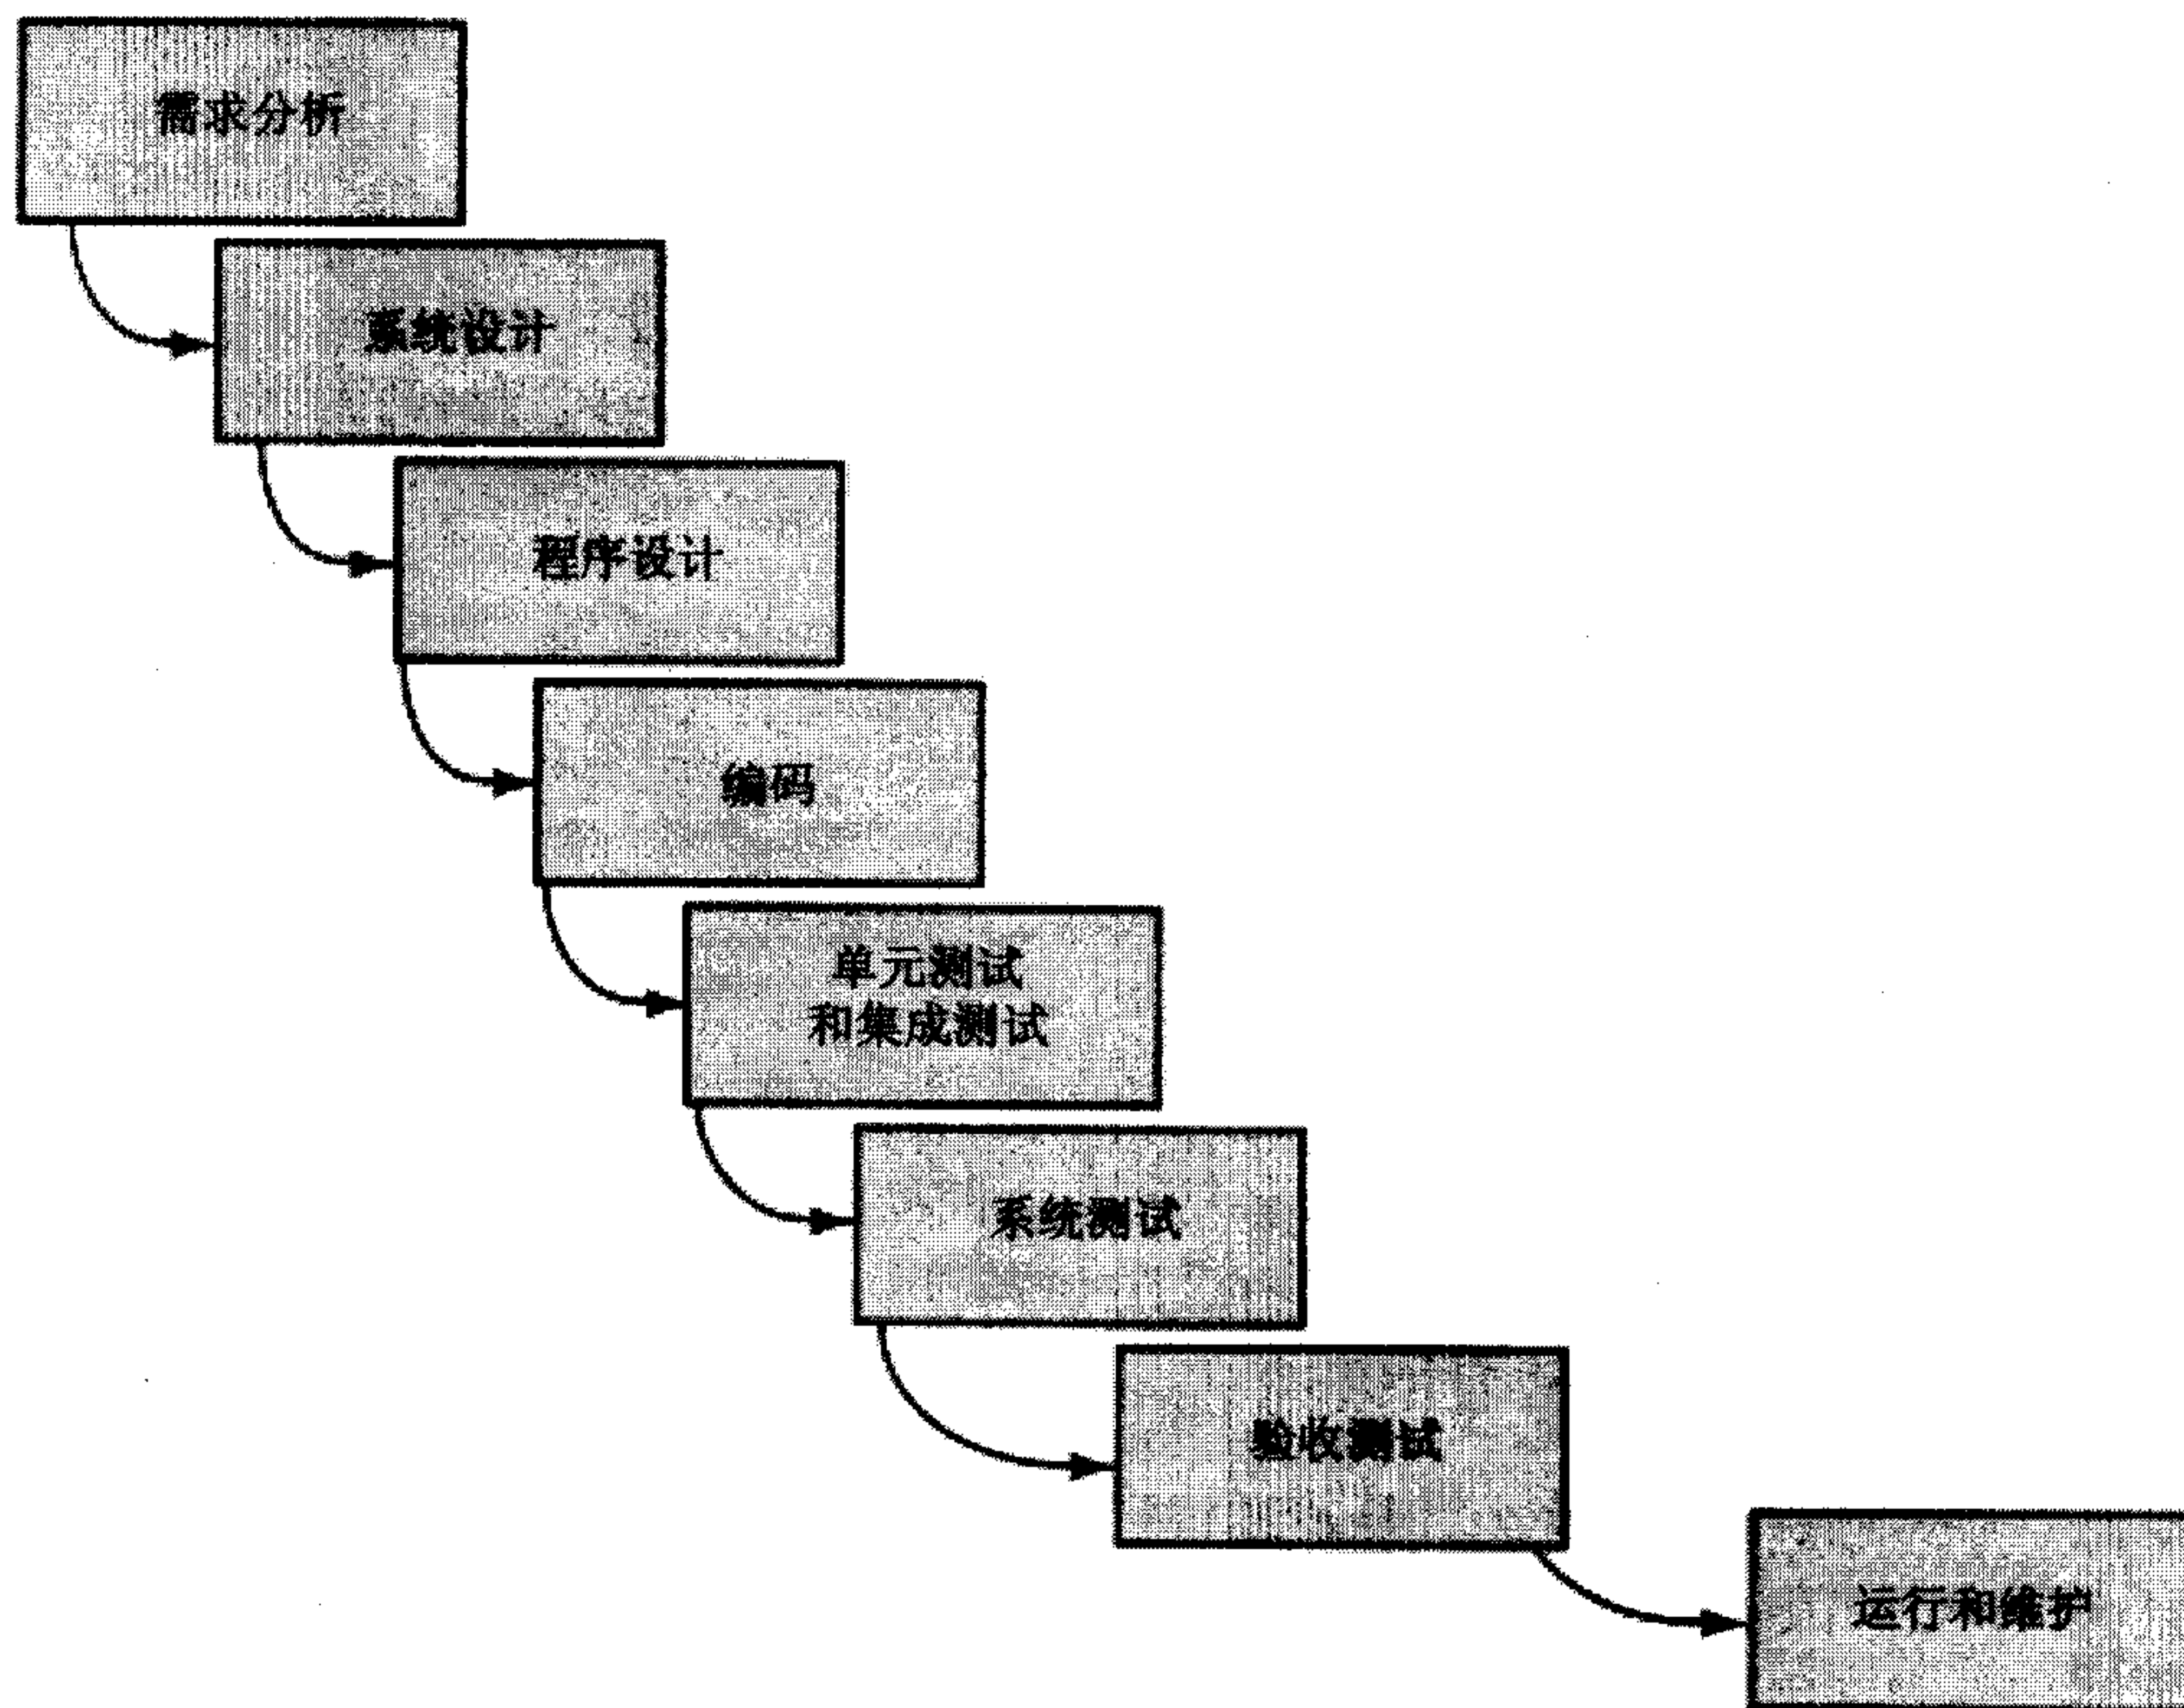 需求分析
系统设计
程序设计
编码
单元测试
和集成测试
系统测试
验收测试
运行和维护